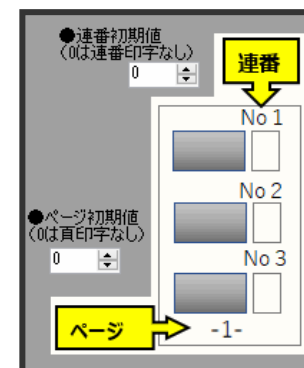 ●連番初期値
(0は連番印字なし)
0
連番
No 1
No 2
●ページ初期値
(0は頁印字なし)
0
No 3
ページ
-1-